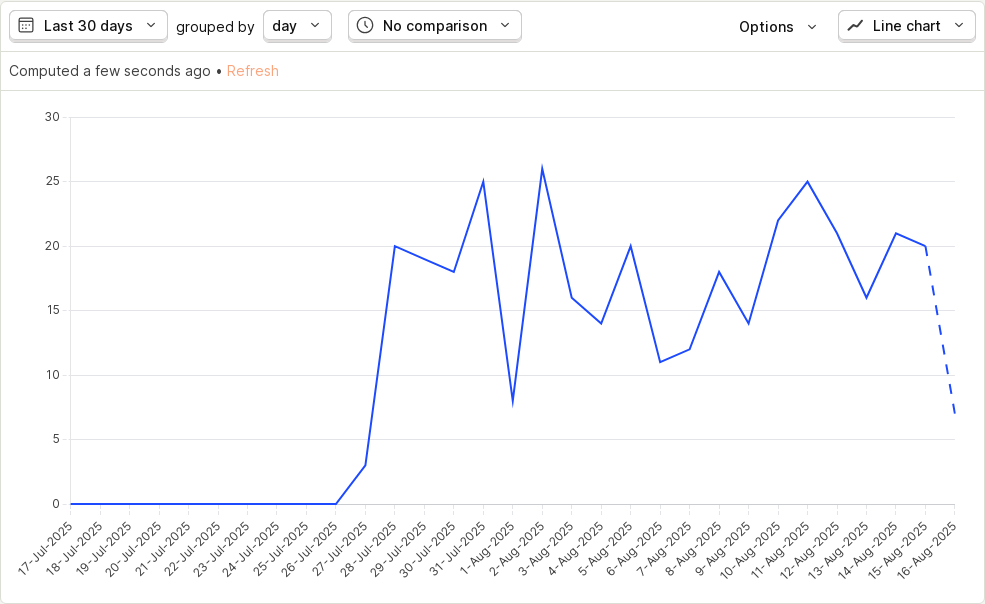 Last 30 days grouped by day No comparison Options Line chart
Computed a few seconds ago • Refresh
30
25
20
15
10
5
0
17-Jul-2025
18-Jul-2025
19-Jul-2025
20-Jul-2025
21-Jul-2025
22-Jul-2025
23-Jul-2025
24-Jul-2025
25-Jul-2025
26-Jul-2025
27-Jul-2025
28-Jul-2025
29-Jul-2025
30-Jul-2025
31-Jul-2025
1-Aug-2025
2-Aug-2025
3-Aug-2025
4-Aug-2025
5-Aug-2025
6-Aug-2025
7-Aug-2025
8-Aug-2025
9-Aug-2025
10-Aug-2025
11-Aug-2025
12-Aug-2025
13-Aug-2025
14-Aug-2025
15-Aug-2025
16-Aug-2025